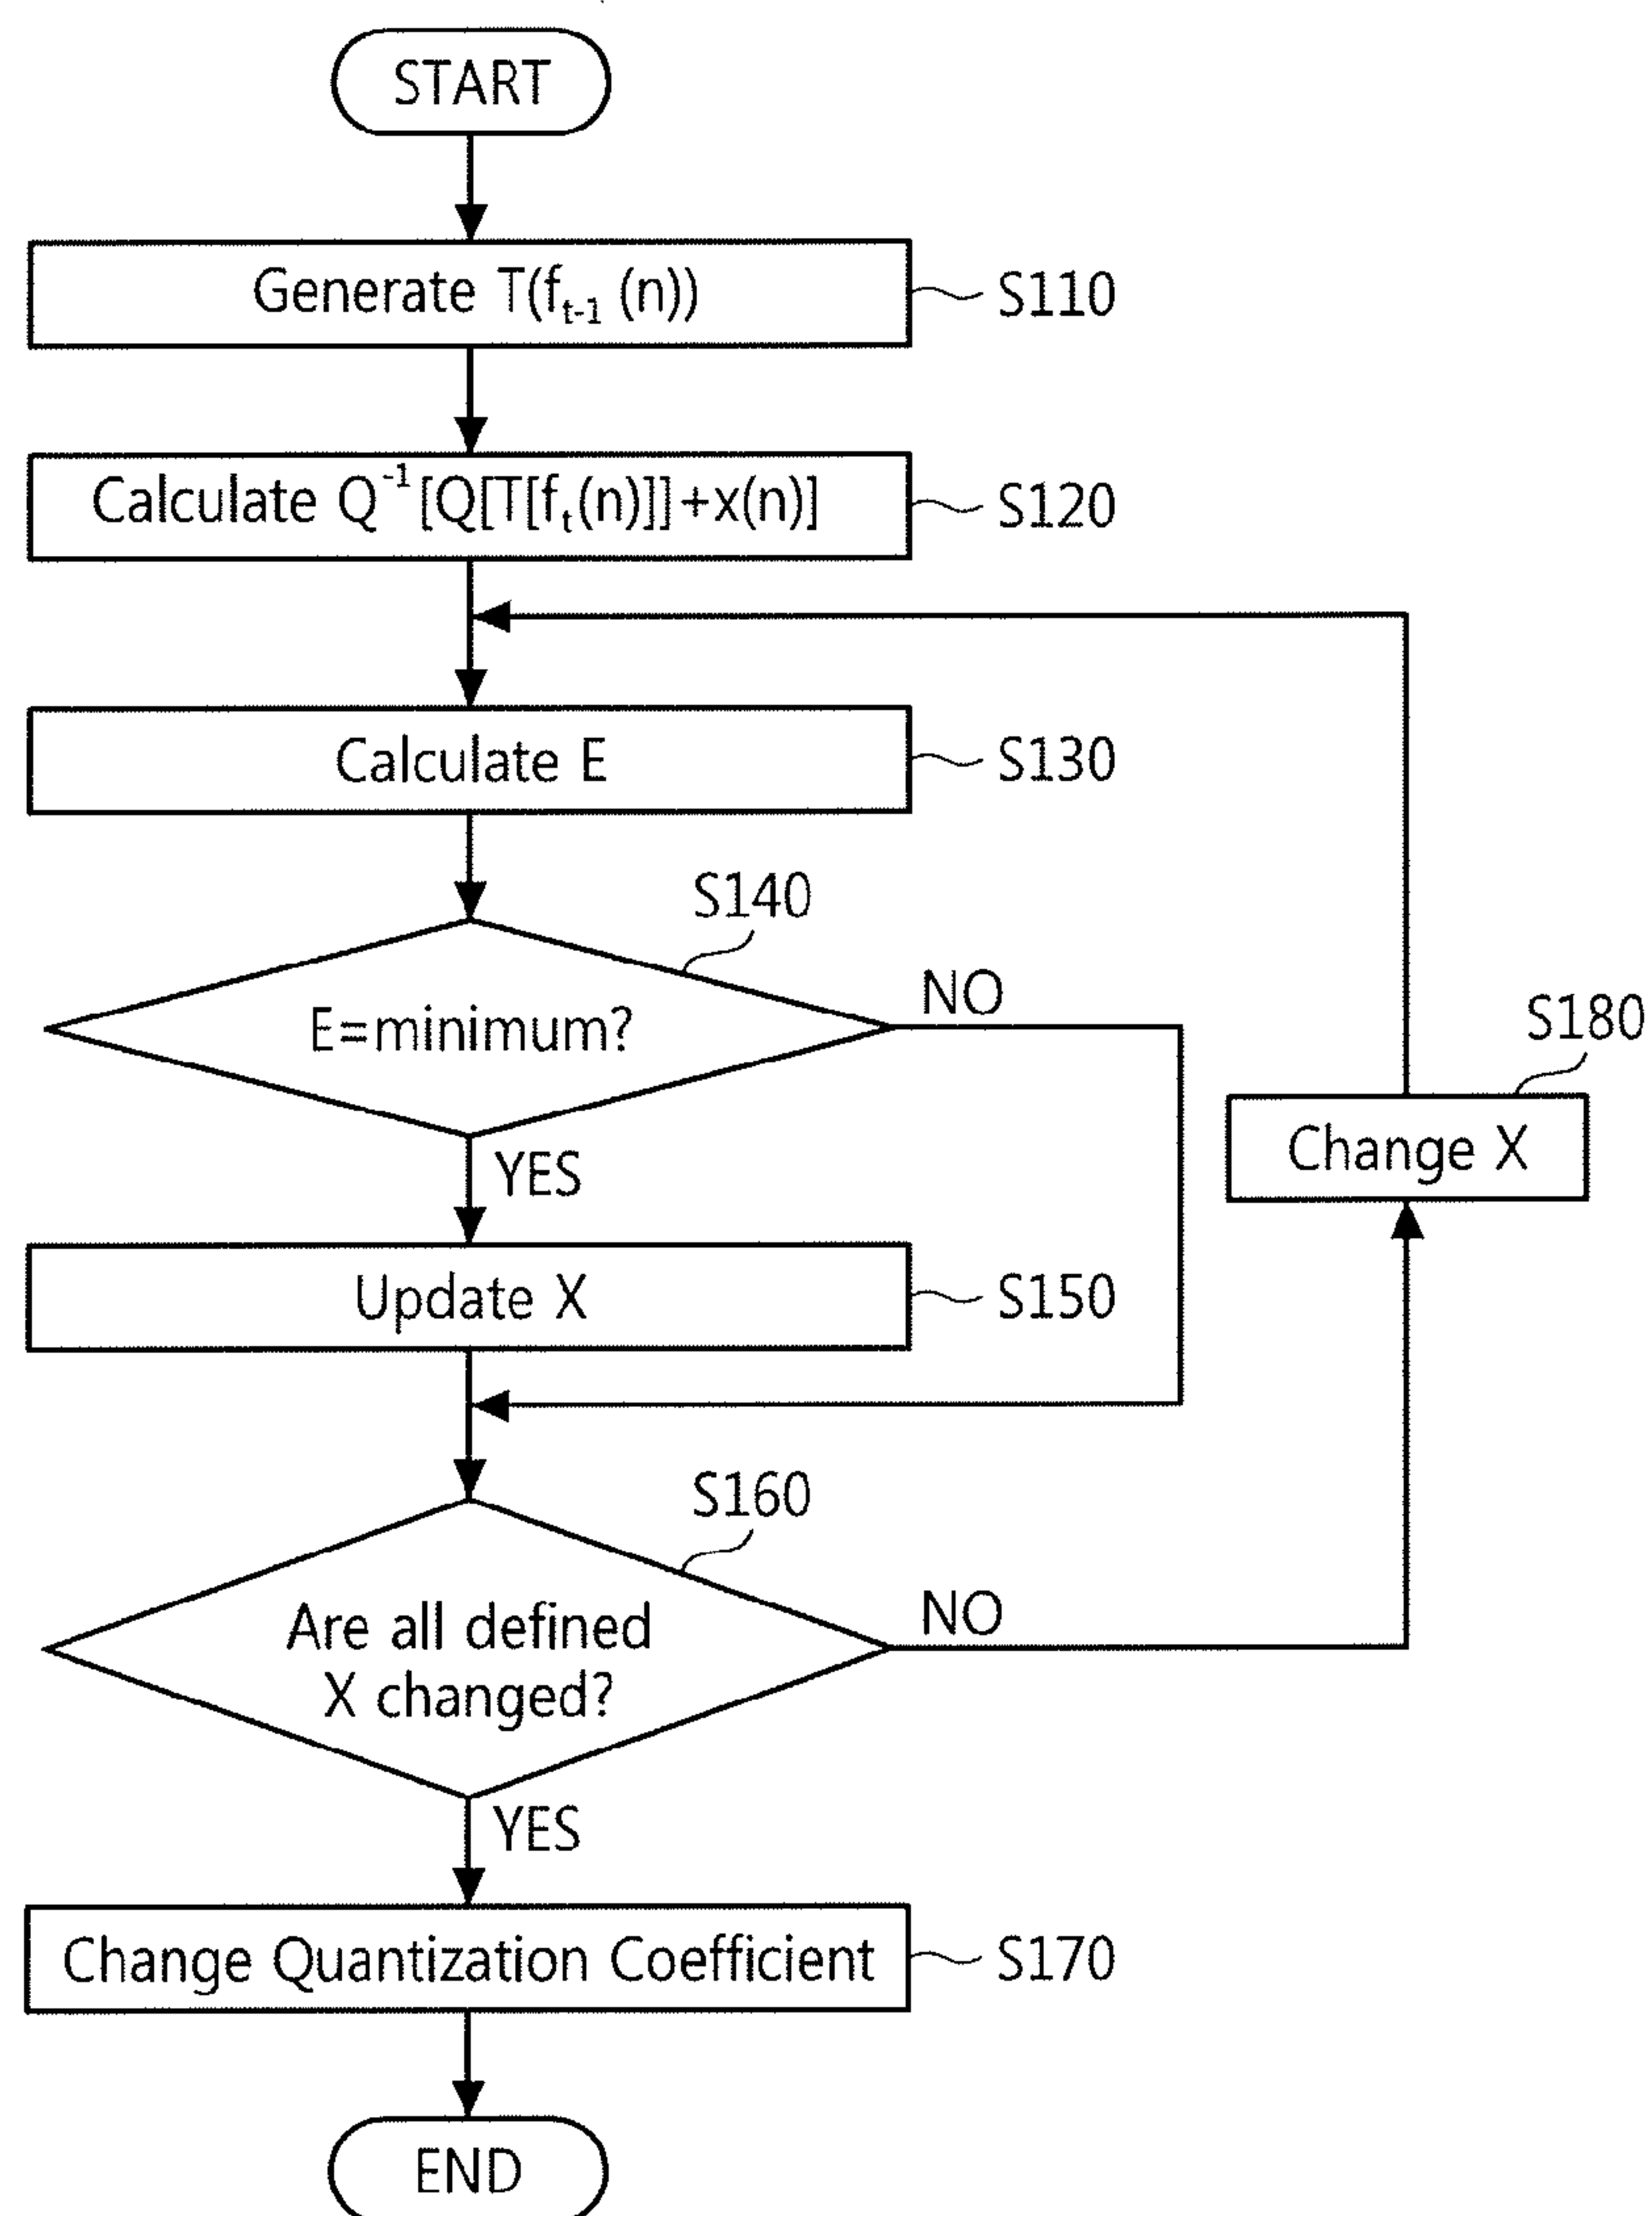 START
Generate T(fₜ₋₁ (n))
S110
Calculate Q⁻¹[Q[T[fₜ(n)]]+x(n)]
S120
Calculate E
S130
S140
E=minimum?
NO
S180
Change X
YES
Update X
S150
S160
Are all defined
X changed?
NO
YES
Change Quantization Coefficient
S170
END